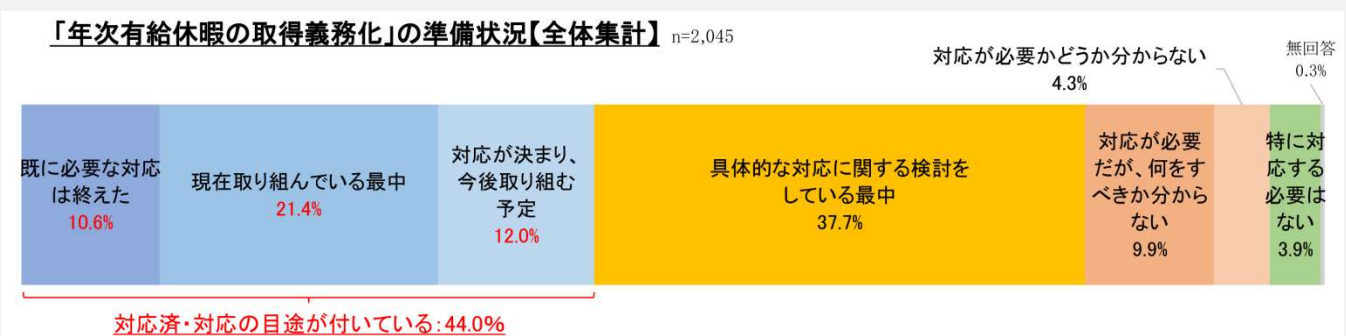 「年次有給休暇の取得義務化」の準備状況【全体集計】 n=2,045
対応が必要かどうか分からない
4.3%
無回答
0.3%
既に必要な対応
は終えた
10.6%
現在取り組んでいる最中
21.4%
対応が決まり、
今後取り組む
予定
12.0%
具体的な対応に関する検討を
している最中
37.7%
対応が必要
だが、何をす
べきか分から
ない
9.9%
特に対
応する
必要は
ない
3.9%
対応済・対応の目途が付いている:44.0%